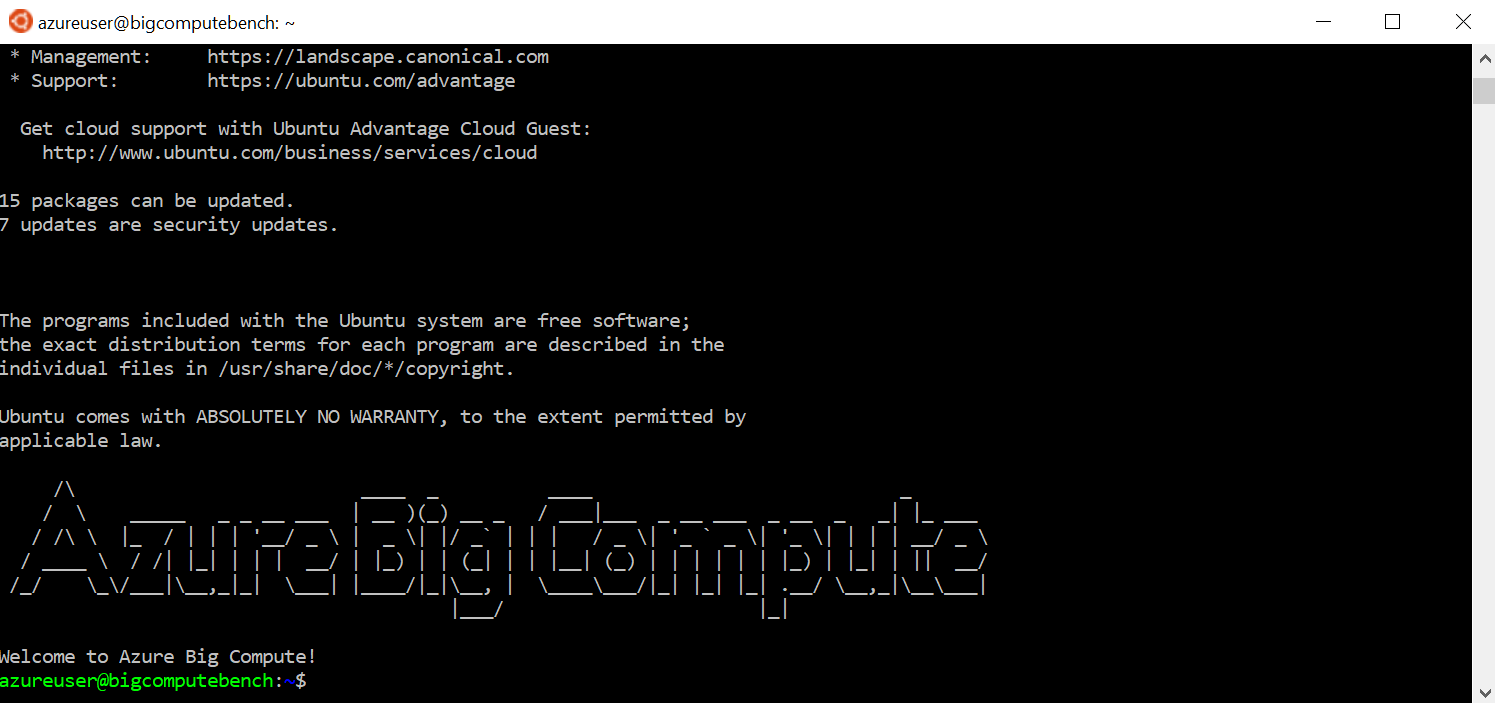 azureuser@bigcomputebench: ~
* Management:     https://landscape.canonical.com
* Support:        https://ubuntu.com/advantage
Get cloud support with Ubuntu Advantage Cloud Guest:
http://www.ubuntu.com/business/services/cloud
15 packages can be updated.
7 updates are security updates.
The programs included with the Ubuntu system are free software;
the exact distribution terms for each program are described in the
individual files in /usr/share/doc/*/copyright.
Ubuntu comes with ABSOLUTELY NO WARRANTY, to the extent permitted by
applicable law.
Azure Big Compute
Welcome to Azure Big Compute!
azureuser@bigcomputebench:~$